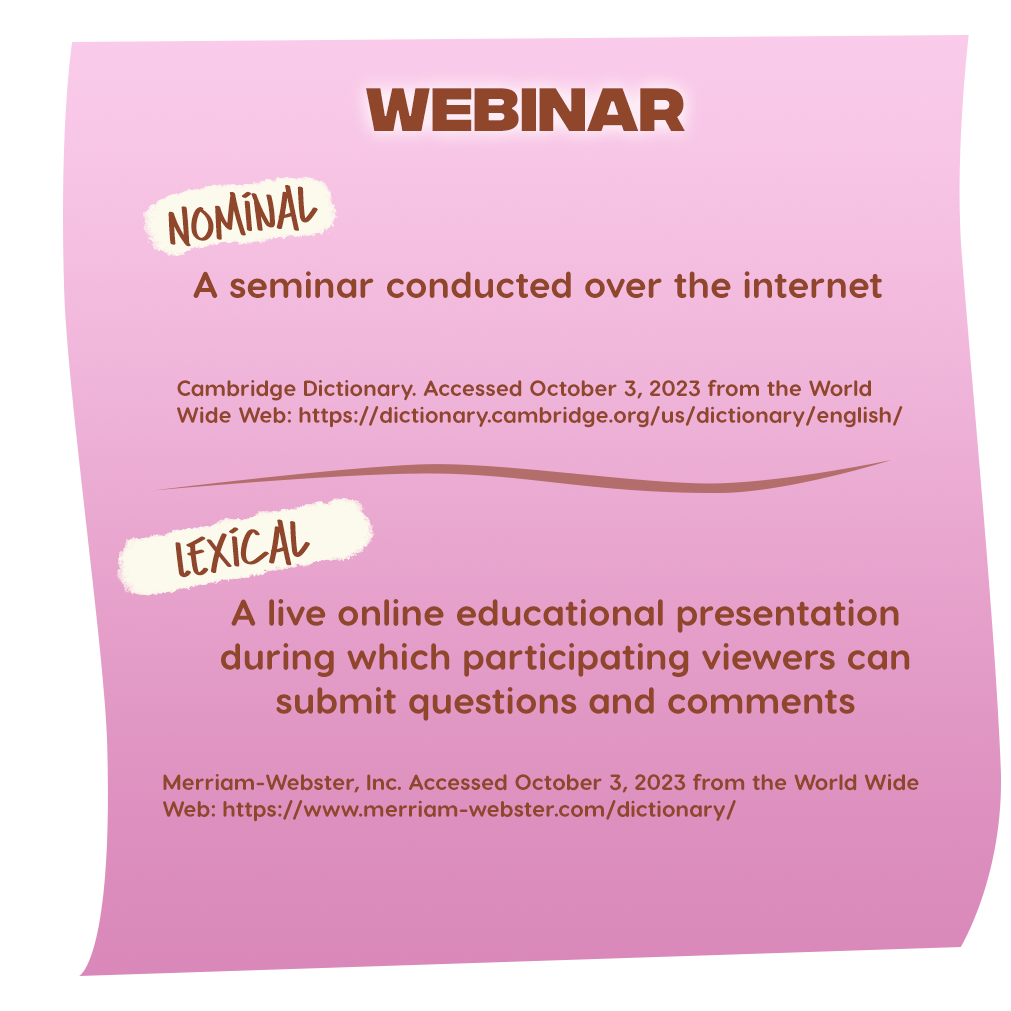 WEBINAR
NOMINAL
A seminar conducted over the internet
Cambridge Dictionary. Accessed October 3, 2023 from the World
Wide Web: https://dictionary.cambridge.org/us/dictionary/english/
LEXICAL
A live online educational presentation
during which participating viewers can
submit questions and comments
Merriam-Webster, Inc. Accessed October 3, 2023 from the World Wide
Web: https://www.merriam-webster.com/dictionary/